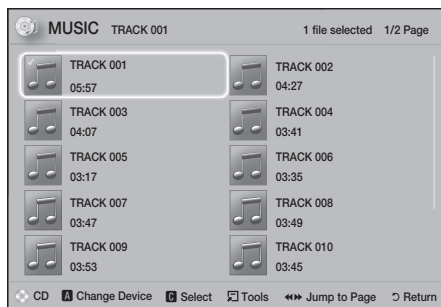 MUSIC TRACK 001 1 file selected 1/2 Page
TRACK 001 TRACK 002
05:57 04:27
TRACK 003 TRACK 004
04:07 03:41
TRACK 005 TRACK 006
03:17 03:35
TRACK 007 TRACK 008
03:47 03:49
TRACK 009 TRACK 010
03:53 03:45
CD A Change Device C Select Tools Jump to Page Return